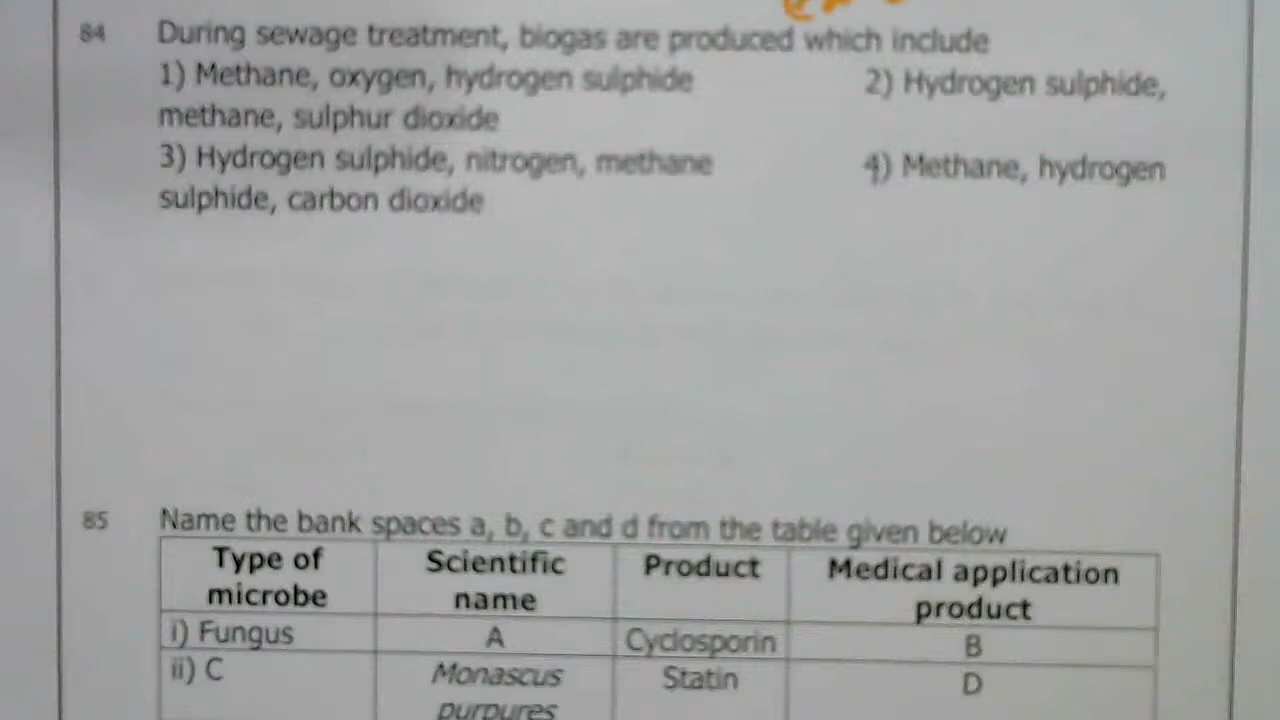 84 During sewage treatment, biogas are produced which include
1) Methane, oxygen, hydrogen sulphide 2) Hydrogen sulphide,
methane, sulphur dioxide
3) Hydrogen sulphide, nitrogen, methane 4) Methane, hydrogen
sulphide, carbon dioxide
85 Name the bank spaces a, b, c and d from the table given below
Type of microbe Scientific name Product Medical application product
i) Fungus A Cyclosporin B
ii) C Monascus purpures Statin D